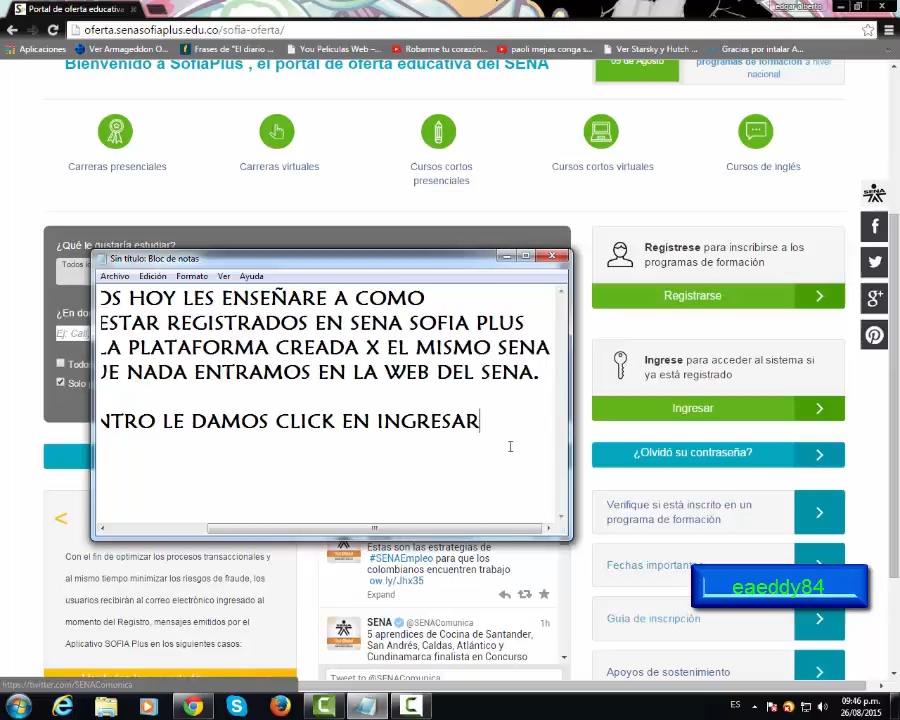 Portal de oferta educativa
edgar alberto
oferta.senasofiaplus.edu.co/sofia-oferta/
Aplicaciones
Ver Armageddon O...
Frases de "El diario ...
You Peliculas Web –...
Robarme tu corazón...
paoli mejas conga s...
Ver Starsky y Hutch ...
Gracias por intalar A...
Bienvenido a SofiaPlus , el portal de oferta educativa del SENA
09 de Agosto
programas de formación a nivel
nacional
Carreras presenciales
Carreras virtuales
Cursos cortos
presenciales
Cursos cortos virtuales
Cursos de inglés
SENA
¿Qué le gustaría estudiar?
Todos
¿En
Ej: Cali
Todos
Solo
Sin título: Bloc de notas
Archivo Edición Formato Ver Ayuda
OS HOY LES ENSEÑARE A COMO
ESTAR REGISTRADOS EN SENA SOFIA PLUS
LA PLATAFORMA CREADA X EL MISMO SENA
UE NADA ENTRAMOS EN LA WEB DEL SENA.
NTRO LE DAMOS CLICK EN INGRESAR
Regístrese para inscribirse a los
programas de formación
Registrarse
Ingrese para acceder al sistema si
ya está registrado
Ingresar
¿Olvidó su contraseña?
Verifique si está inscrito en un
programa de formación
Fechas importantes
eaeddy84
Guía de inscripción
Apoyos de sostenimiento
Con el fin de optimizar los procesos transaccionales y
al mismo tiempo minimizar los riesgos de fraude, los
usuarios recibirán al correo electrónico ingresado al
momento del Registro, mensajes emitidos por el
Aplicativo SOFIA Plus en los siguientes casos:
Estas son las estrategias de
#SENAEmpleo para que los
colombianos encuentren trabajo
ow.ly/Jhx35
Expand
SENA @SENAComunica 1h
5 aprendices de Cocina de Santander,
San Andrés, Caldas, Atlántico y
Cundinamarca finalista en Concurso
Tweet to @SENAComunica
https://twitter.com/SENAComunica
ES
09:46 p.m.
26/08/2015